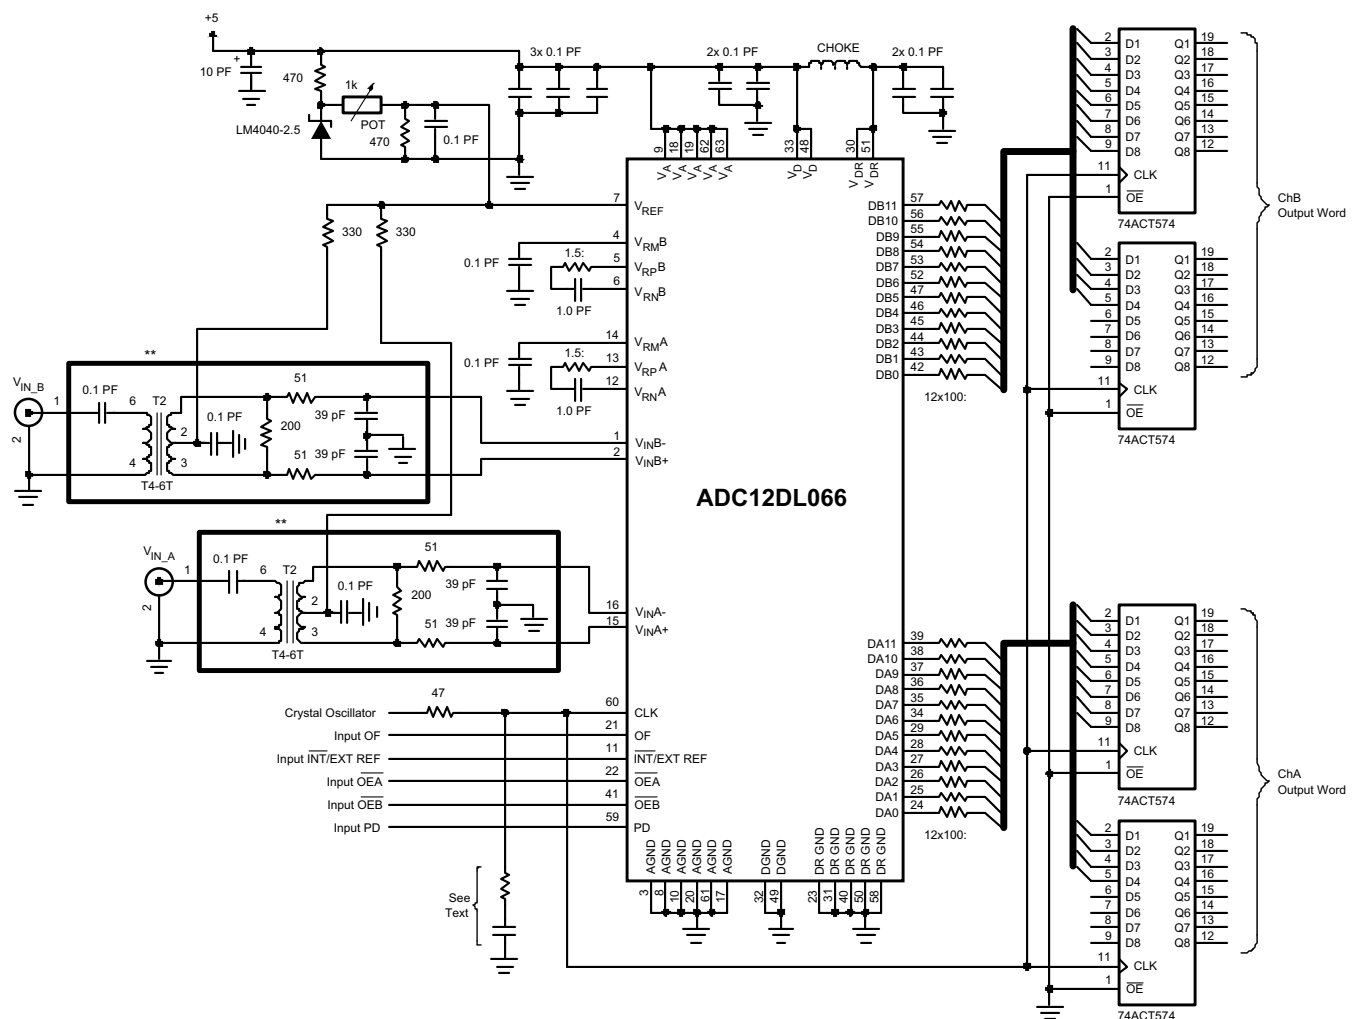 +5
10 PF
+
470
1k
POT
LM4040-2.5
470
0.1 PF
3x 0.1 PF
2x 0.1 PF
CHOKE
2x 0.1 PF
9
18
19
62
63
33
48
30
51
VA
VA
VA
VA
VA
VD
VD
VDR
VDR
330
330
7
VREF
0.1 PF
4
VRMB
1.5:
5
VRPB
6
VRNB
1.0 PF
0.1 PF
14
VRMA
1.5:
13
VRPA
12
VRNA
1.0 PF
**
VIN_B
1
2
0.1 PF
6
4
T2
2
3
T4-6T
0.1 PF
200
51
51
39 pF
39 pF
1
VINB-
2
VINB+
**
VIN_A
1
2
0.1 PF
6
4
T2
2
3
T4-6T
0.1 PF
200
51
51
39 pF
39 pF
16
VINA-
15
VINA+
ADC12DL066
Crystal Oscillator
47
60
CLK
Input OF
21
OF
Input INT/EXT REF
11
INT/EXT REF
Input OEA
22
OEA
Input OEB
41
OEB
Input PD
59
PD
See
Text
AGND
AGND
AGND
AGND
AGND
AGND
DGND
DGND
DR GND
DR GND
DR GND
DR GND
DR GND
3
8
10
20
61
17
32
49
23
31
40
50
58
DB11 57
DB10 56
DB9 55
DB8 54
DB7 53
DB6 52
DB5 47
DB4 46
DB3 45
DB2 44
DB1 43
DB0 42
12x100:
DA11 39
DA10 38
DA9 37
DA8 36
DA7 35
DA6 34
DA5 29
DA4 28
DA3 27
DA2 26
DA1 25
DA0 24
12x100:
2 D1 Q1 19
3 D2 Q2 18
4 D3 Q3 17
5 D4 Q4 16
6 D5 Q5 15
7 D6 Q6 14
8 D7 Q7 13
9 D8 Q8 12
11 CLK
1 OE
74ACT574
2 D1 Q1 19
3 D2 Q2 18
4 D3 Q3 17
5 D4 Q4 16
6 D5 Q5 15
7 D6 Q6 14
8 D7 Q7 13
9 D8 Q8 12
11 CLK
1 OE
74ACT574
ChB
Output Word
2 D1 Q1 19
3 D2 Q2 18
4 D3 Q3 17
5 D4 Q4 16
6 D5 Q5 15
7 D6 Q6 14
8 D7 Q7 13
9 D8 Q8 12
11 CLK
1 OE
74ACT574
2 D1 Q1 19
3 D2 Q2 18
4 D3 Q3 17
5 D4 Q4 16
6 D5 Q5 15
7 D6 Q6 14
8 D7 Q7 13
9 D8 Q8 12
11 CLK
1 OE
74ACT574
ChA
Output Word